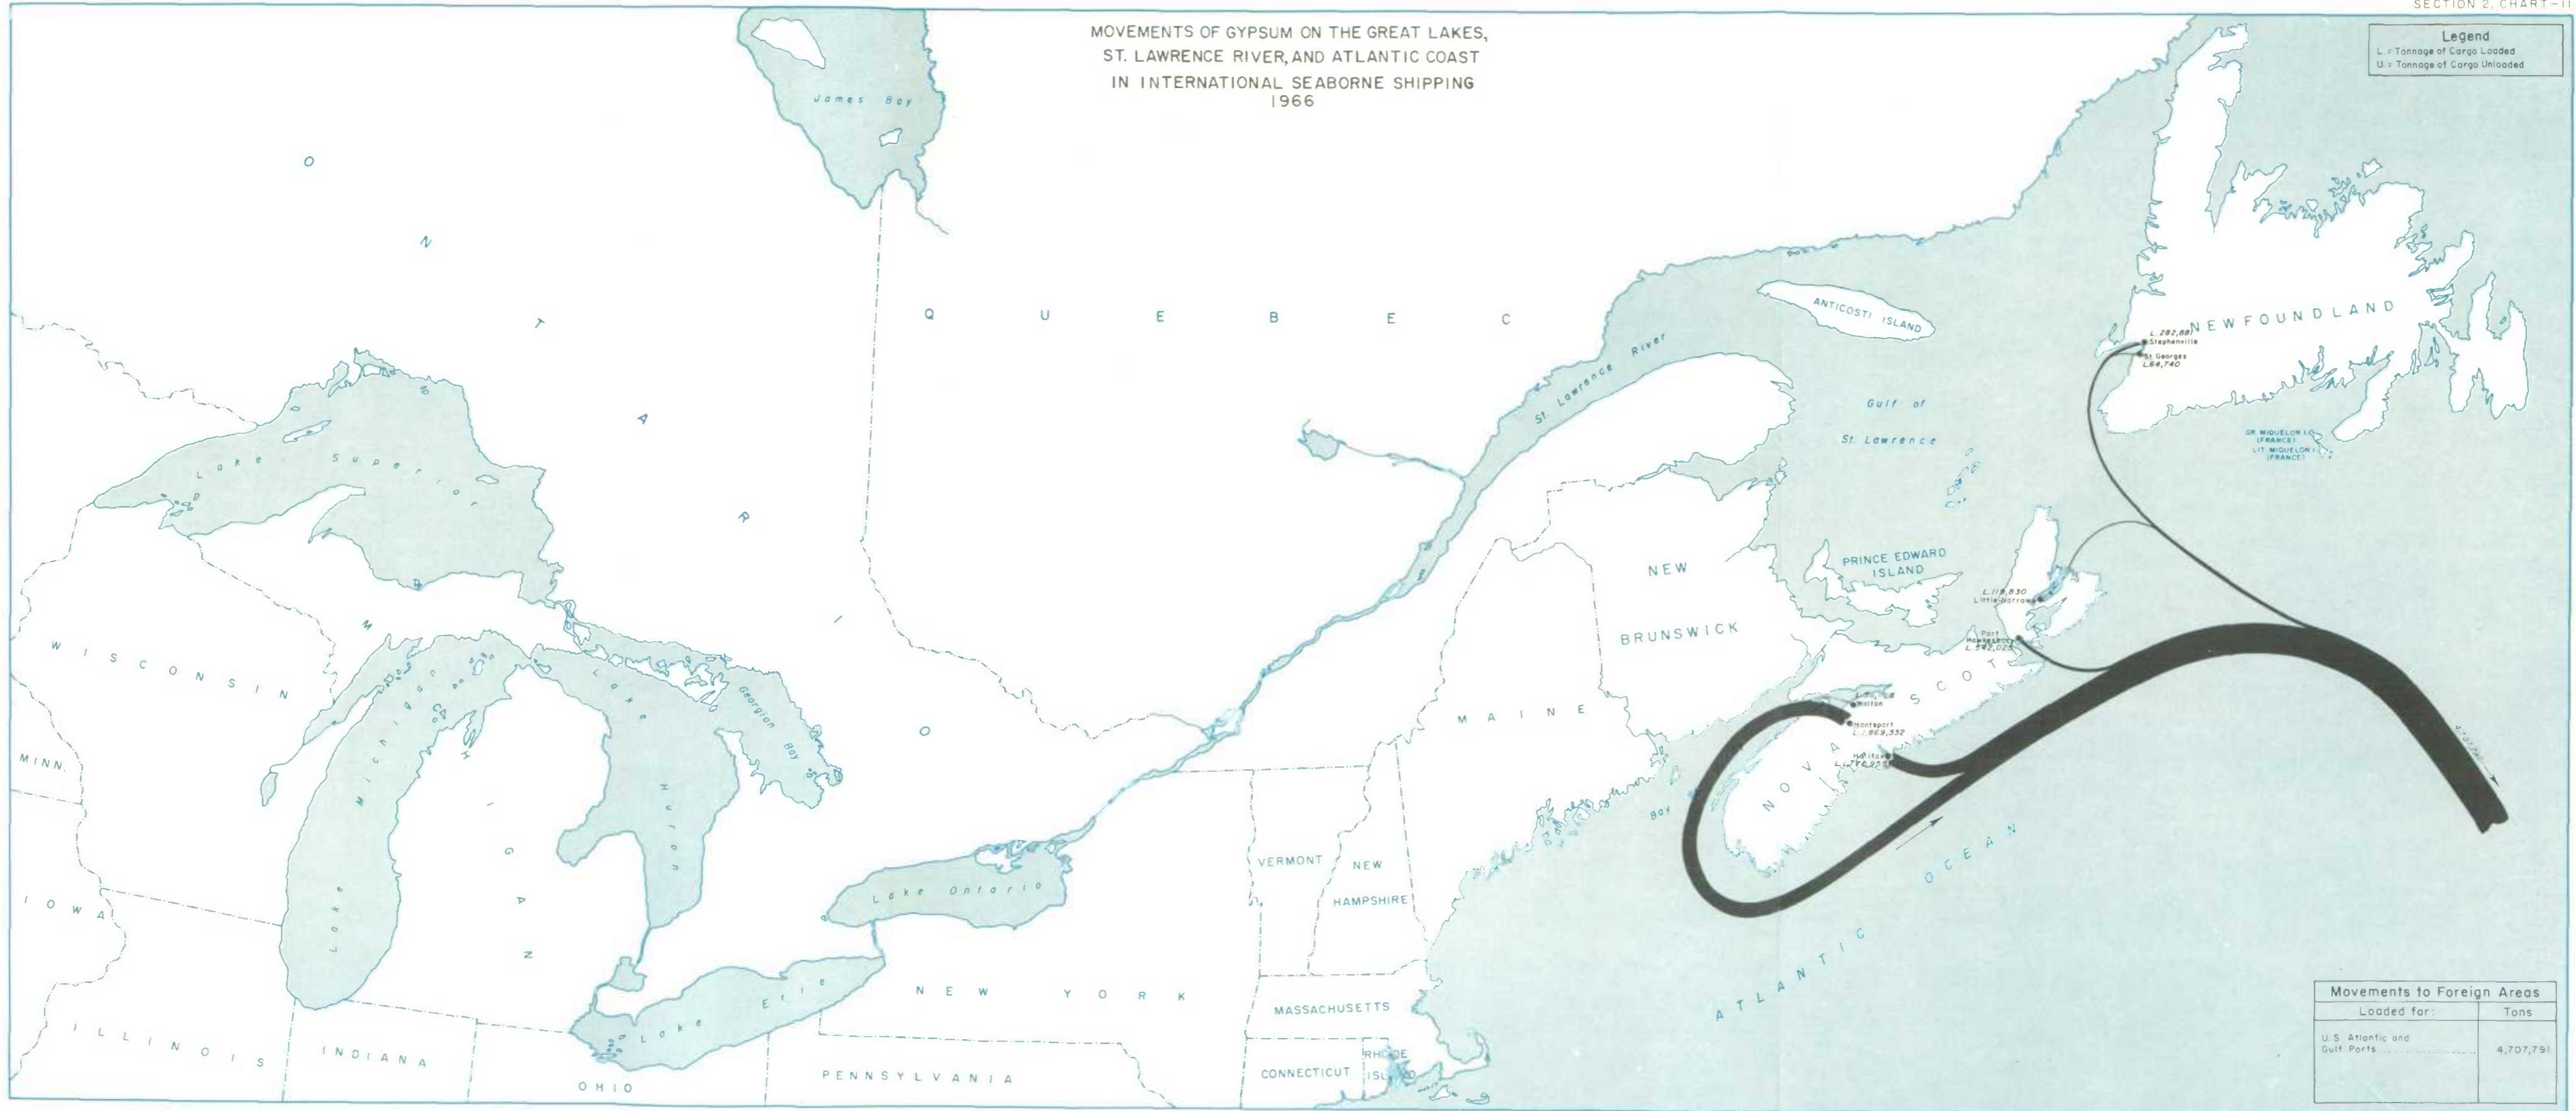 SECTION 2, CHART-11
MOVEMENTS OF GYPSUM ON THE GREAT LAKES,
ST. LAWRENCE RIVER, AND ATLANTIC COAST
IN INTERNATIONAL SEABORNE SHIPPING
1966
Legend
L = Tonnage of Cargo Loaded
U = Tonnage of Cargo Unloaded
James Bay
ONTARIO
QUEBEC
ANTICOSTI ISLAND
NEWFOUNDLAND
Stephenville
St. Georges
L.64,740
St. Lawrence River
Gulf of
St. Lawrence
GR. MIQUELON I.
(FRANCE)
LIT. MIQUELON I.
(FRANCE)
Lake Superior
PRINCE EDWARD
ISLAND
NEW
BRUNSWICK
L.119,830
Little Narrows
Port
Hawkesbury
WISCONSIN
MICHIGAN
Lake Michigan
Lake Huron
Georgian Bay
MAINE
NOVA SCOTIA
Walton
Hantsport
L.1,869,332
Halifax
MINN.
Bay
IOWA
Lake Ontario
VERMONT
NEW
HAMPSHIRE
ATLANTIC OCEAN
Lake Erie
NEW YORK
MASSACHUSETTS
ILLINOIS
INDIANA
OHIO
PENNSYLVANIA
CONNECTICUT
RHODE
ISLAND
Movements to Foreign Areas
Loaded for:
Tons
U.S. Atlantic and
Gulf Ports
4,707,791